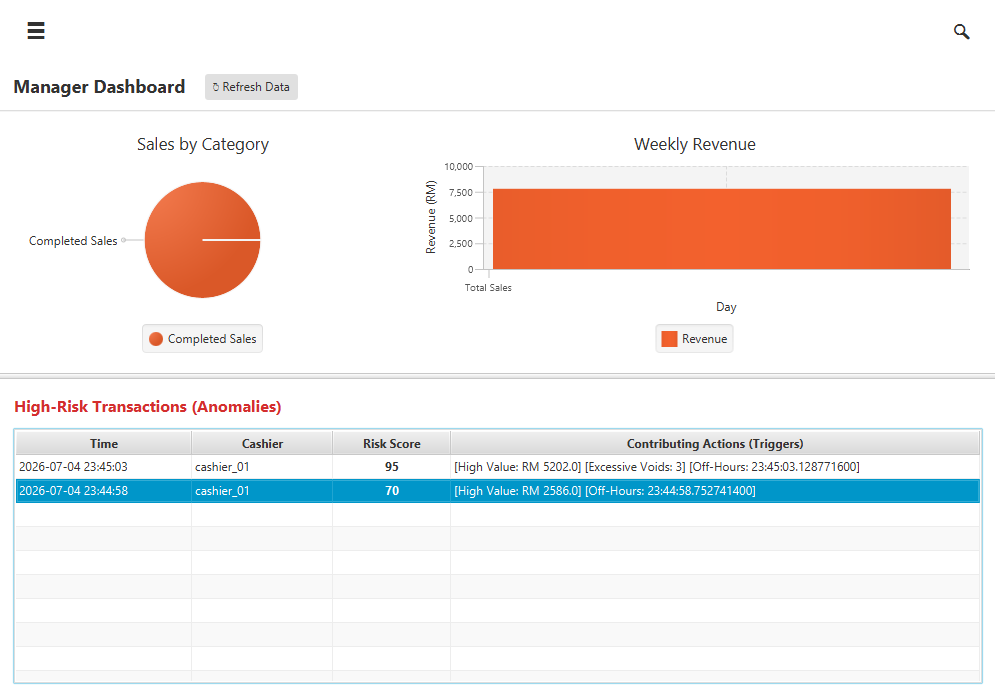 Manager Dashboard
Refresh Data
Sales by Category
Completed Sales
Completed Sales
Weekly Revenue
Revenue (RM)
10,000
7,500
5,000
2,500
0
Total Sales
Day
Revenue
High-Risk Transactions (Anomalies)
Time Cashier Risk Score Contributing Actions (Triggers)
2026-07-04 23:45:03 cashier_01 95 [High Value: RM 5202.0] [Excessive Voids: 3] [Off-Hours: 23:45:03.128771600]
2026-07-04 23:44:58 cashier_01 70 [High Value: RM 2586.0] [Off-Hours: 23:44:58.752741400]